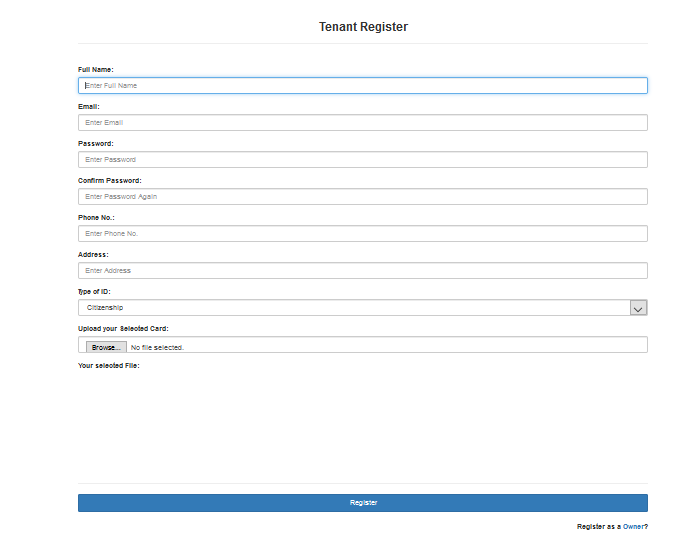 Tenant Register
Full Name:
Enter Full Name
Email:
Enter Email
Password:
Enter Password
Confirm Password:
Enter Password Again
Phone No.:
Enter Phone No.
Address:
Enter Address
Type of ID:
Citizenship
Upload your Selected Card:
Browse... No file selected.
Your selected File:
Register
Register as a Owner?